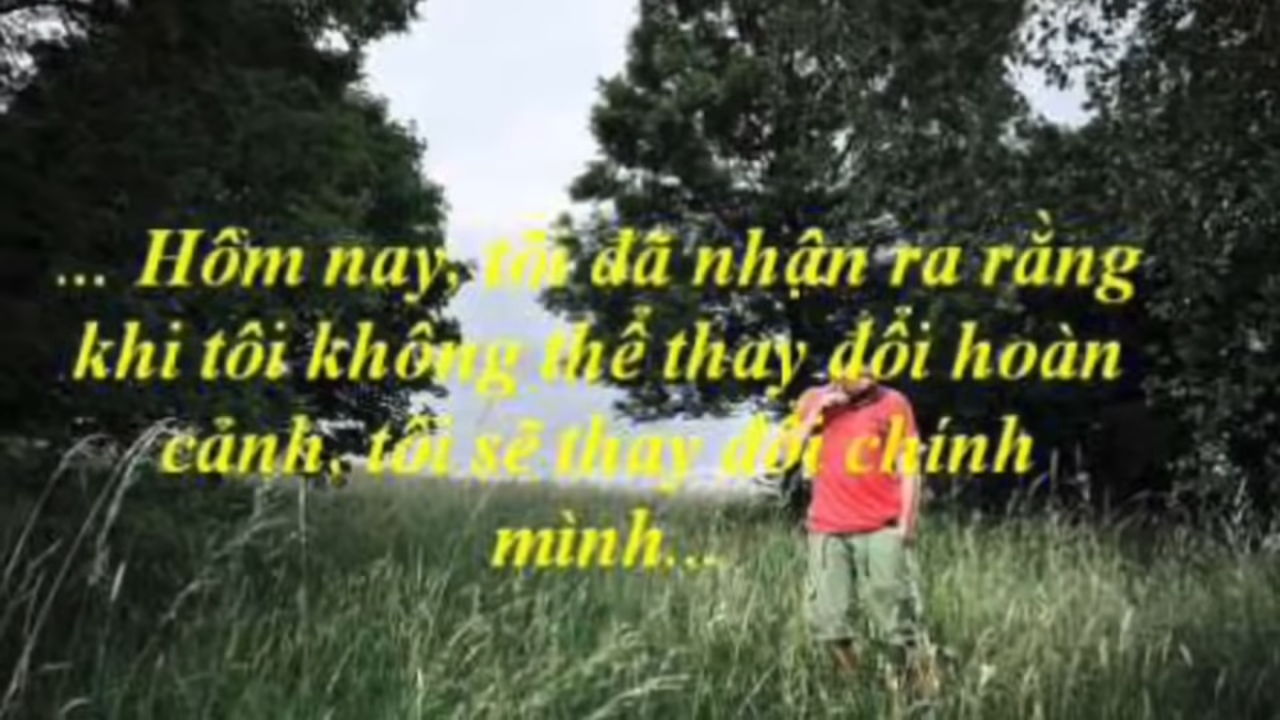 ... Hôm nay, tôi đã nhận ra rằng
khi tôi không thể thay đổi hoàn
cảnh, tôi sẽ thay đổi chính
mình...